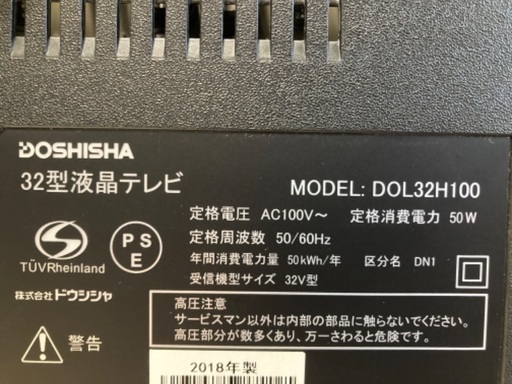 DOSHISHA
32型液晶テレビ
MODEL: DOL32H100
定格電圧 AC100V～ 定格消費電力 50W
定格周波数 50/60Hz
年間消費電力量 50kWh/年 区分名 DN1
受信機型サイズ 32V型
S
TÜVRheinland
PS
E
株式会社ドウシシャ
警告
高圧注意
サービスマン以外は内部の部品に触らないでください。
高圧部分が数多くあり、万一さわると危険です。
2018年製